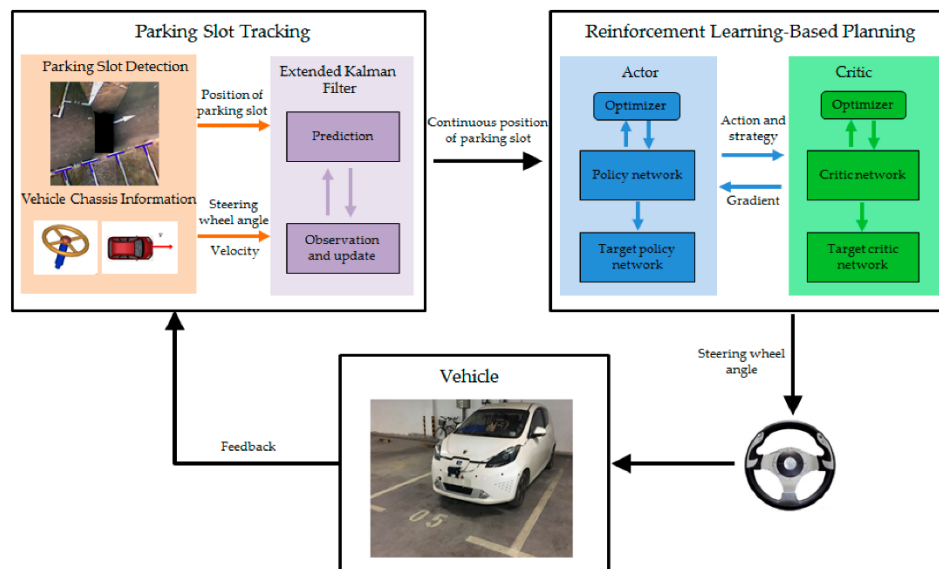 Parking Slot Tracking
Parking Slot Detection
Vehicle Chassis Information
v
Position of
parking slot
Steering
wheel angle
Velocity
Extended Kalman
Filter
Prediction
Observation
and update
Continuous position
of parking slot
Reinforcement Learning-Based Planning
Actor
Optimizer
Policy network
Target policy
network
Action and
strategy
Gradient
Critic
Optimizer
Critic network
Target critic
network
Steering wheel
angle
Vehicle
05
Feedback